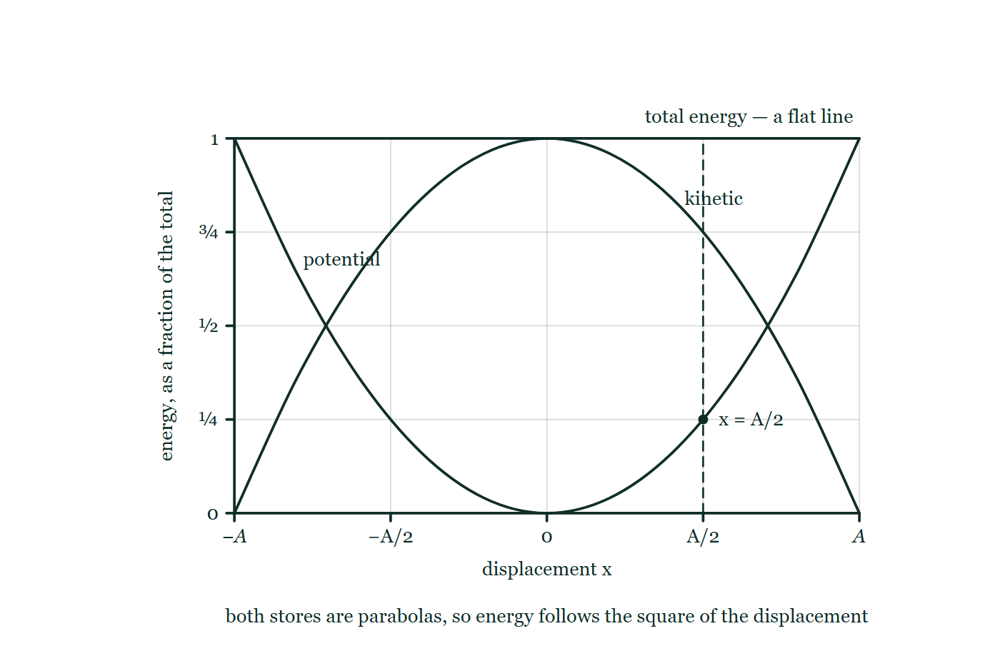 total energy — a flat line
1
kinetic
3/4
potential
energy, as a fraction of the total
1/2
1/4
x = A/2
0
−A
−A/2
0
A/2
A
displacement x
both stores are parabolas, so energy follows the square of the displacement